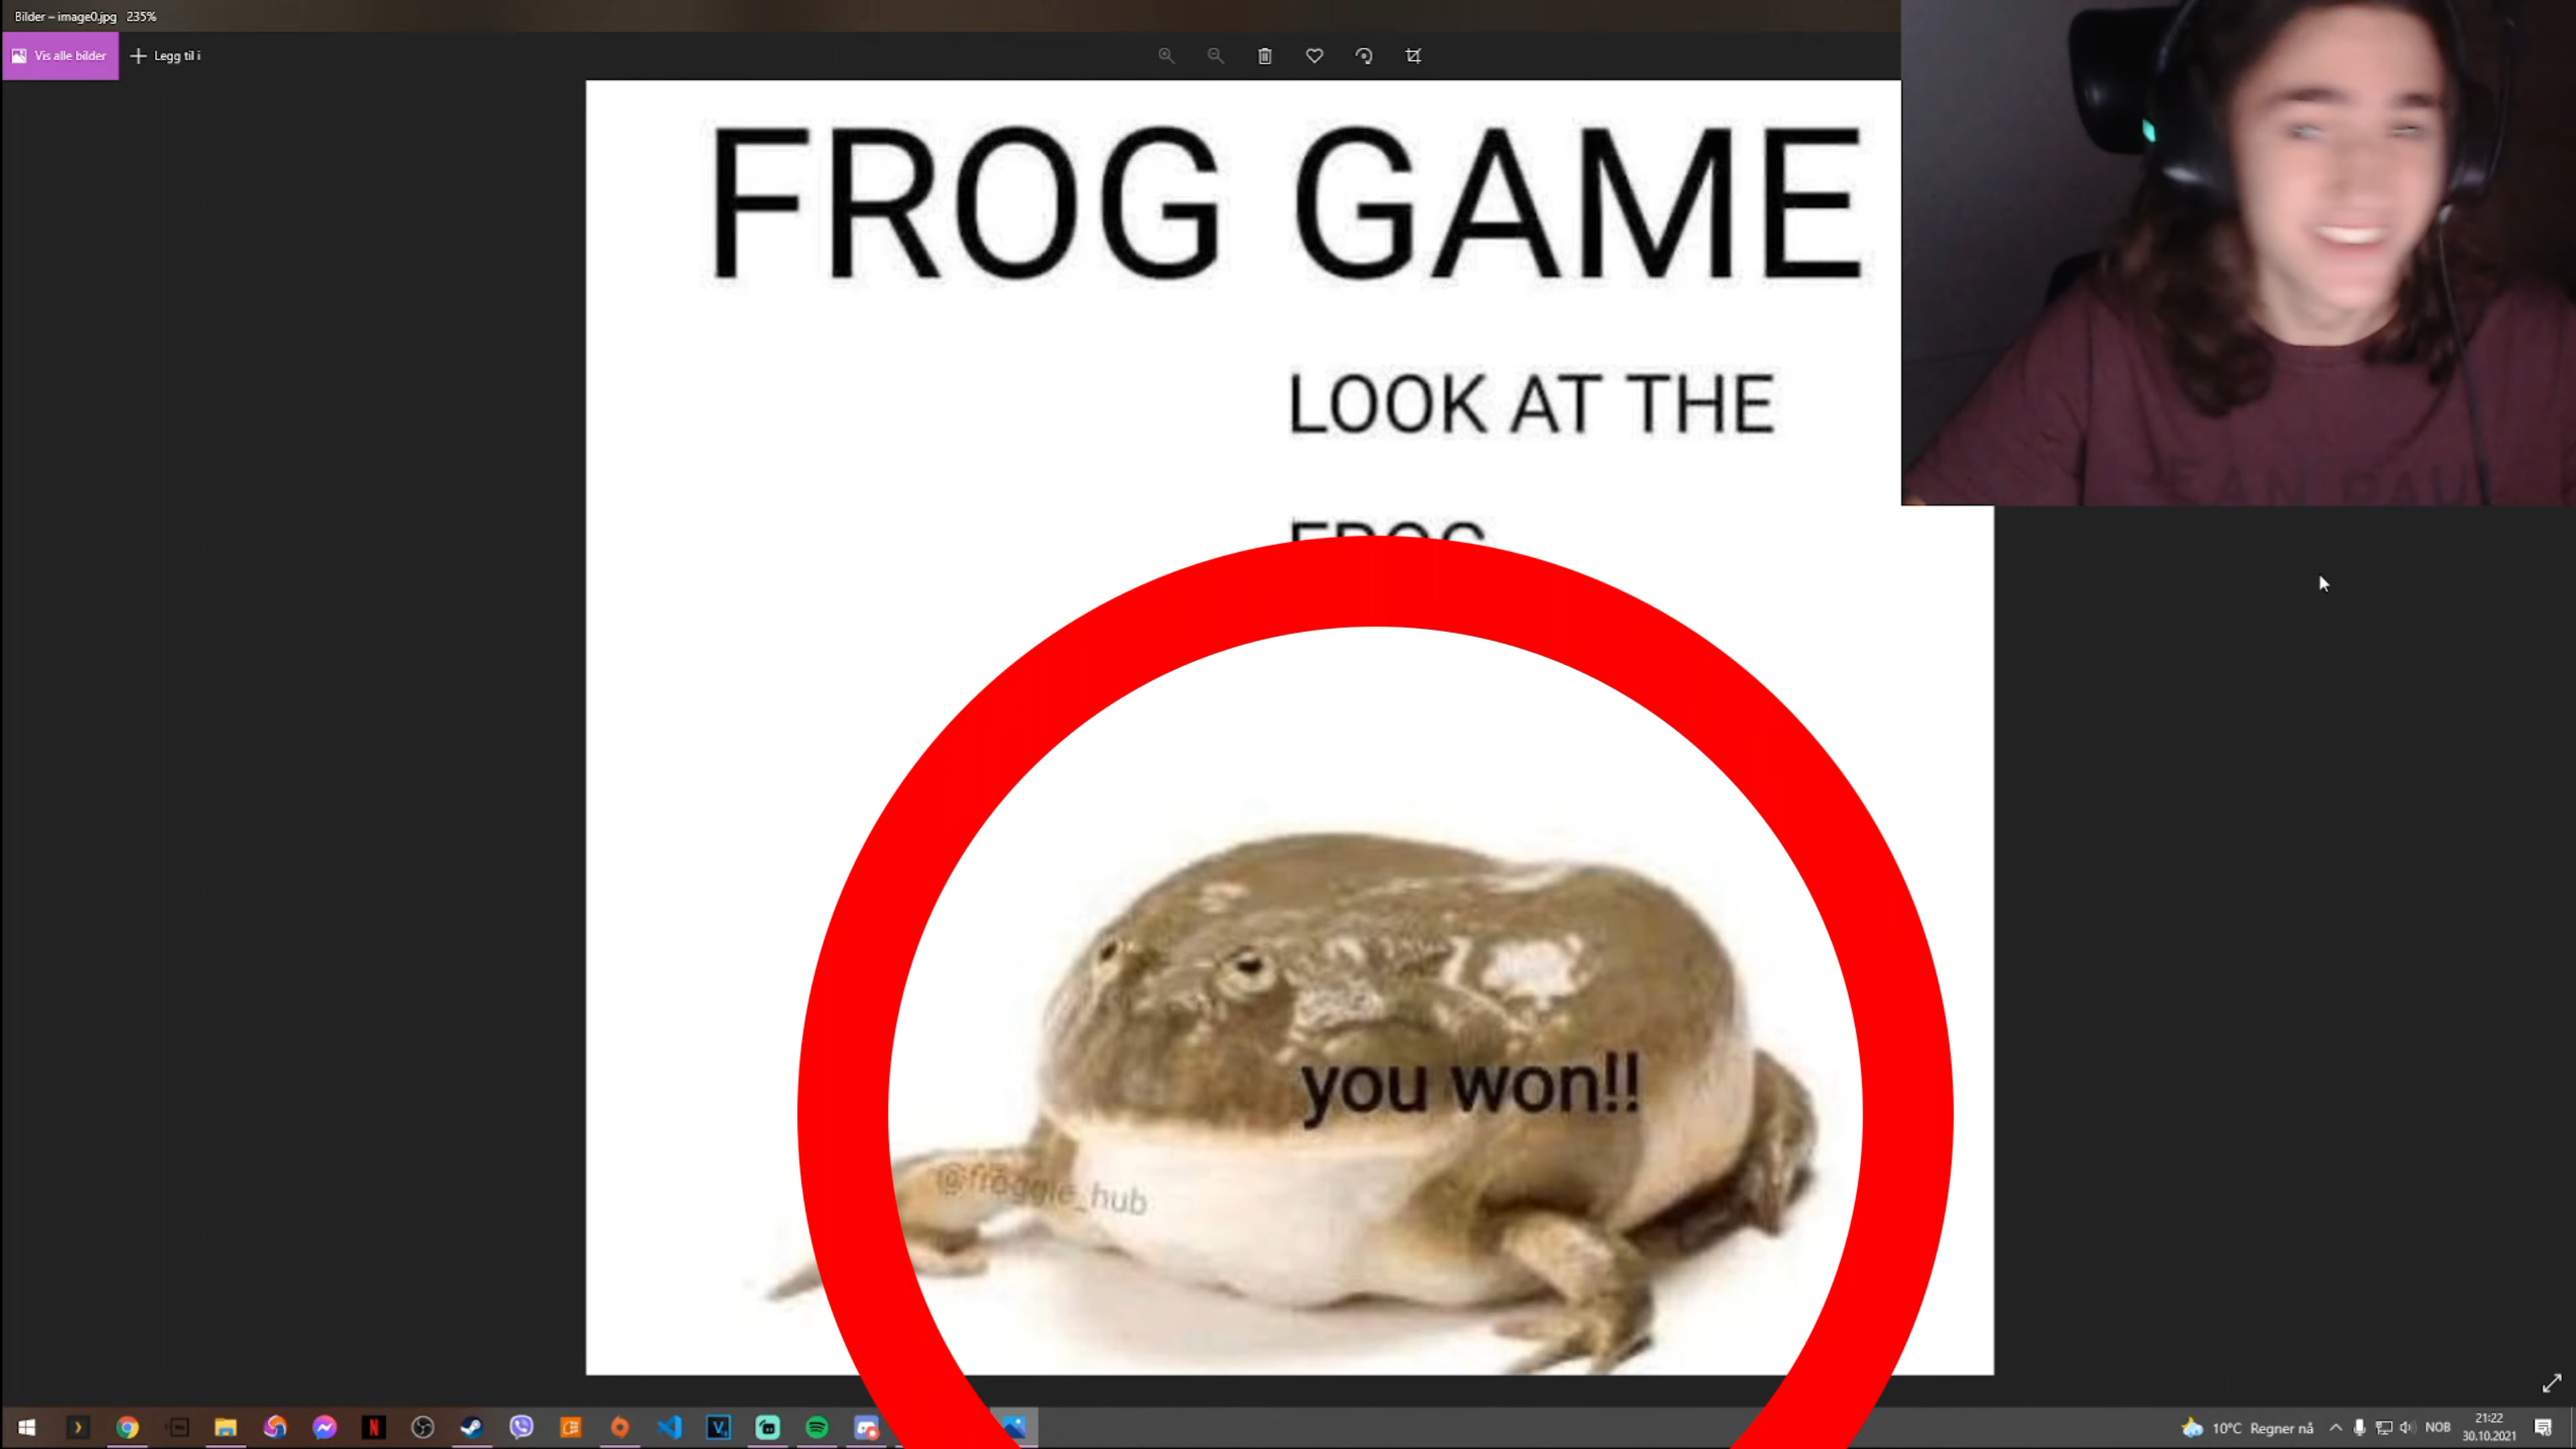 Bilder – image0.jpg 235%
Vis alle bilder
Legg til i
FROG GAME
LOOK AT THE
FROG
you won!!
@froggie_hub
10°C Regner nå
NOB
21:22
30.10.2021